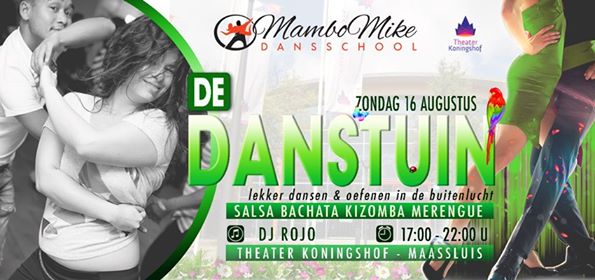 MamboMike
DANSSCHOOL
Theater
Koningshof
ZONDAG 16 AUGUSTUS
DE
DANSTUIN
lekker dansen & oefenen in de buitenlucht
SALSA BACHATA KIZOMBA MERENGUE
DJ ROJO 17:00 - 22:00 U
THEATER KONINGSHOF - MAASSLUIS